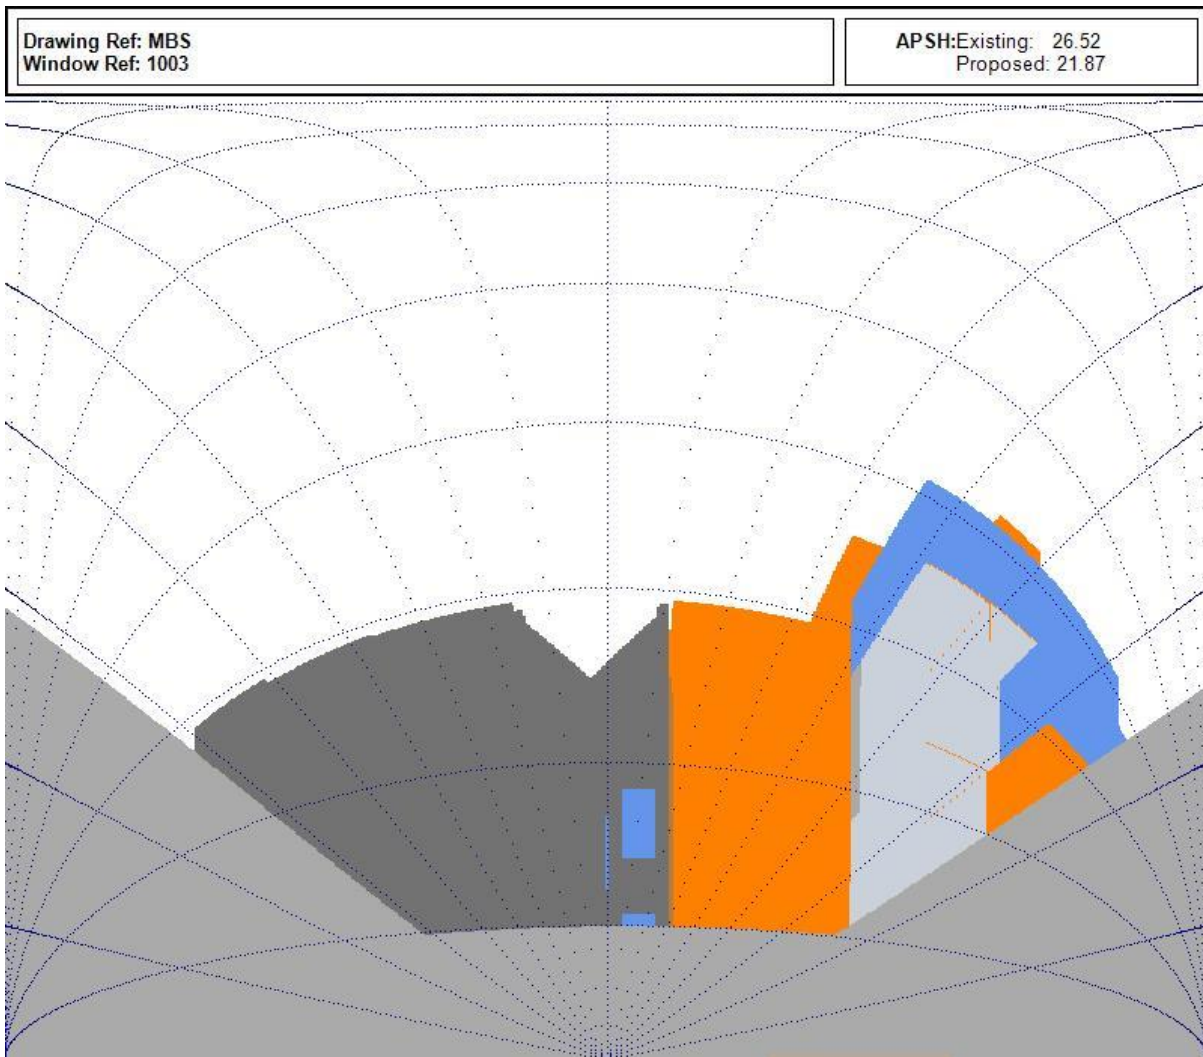 Drawing Ref: MBS
Window Ref: 1003
APSH:Existing: 26.52
Proposed: 21.87